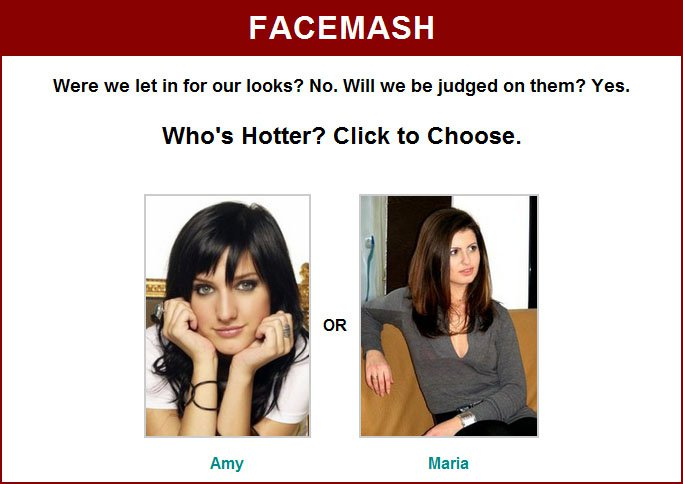 FACEMASH
Were we let in for our looks? No. Will we be judged on them? Yes.
Who's Hotter? Click to Choose.
OR
Amy
Maria